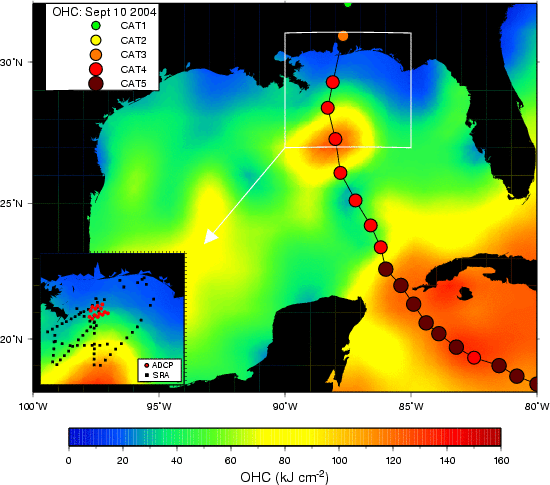 OHC: Sept 10 2004
CAT1
CAT2
CAT3
CAT4
CAT5
30°N
25°N
20°N
ADCP
SRA
100°W 95°W 90°W 85°W 80°W
0 20 40 60 80 100 120 140 160
OHC (kJ cm⁻²)